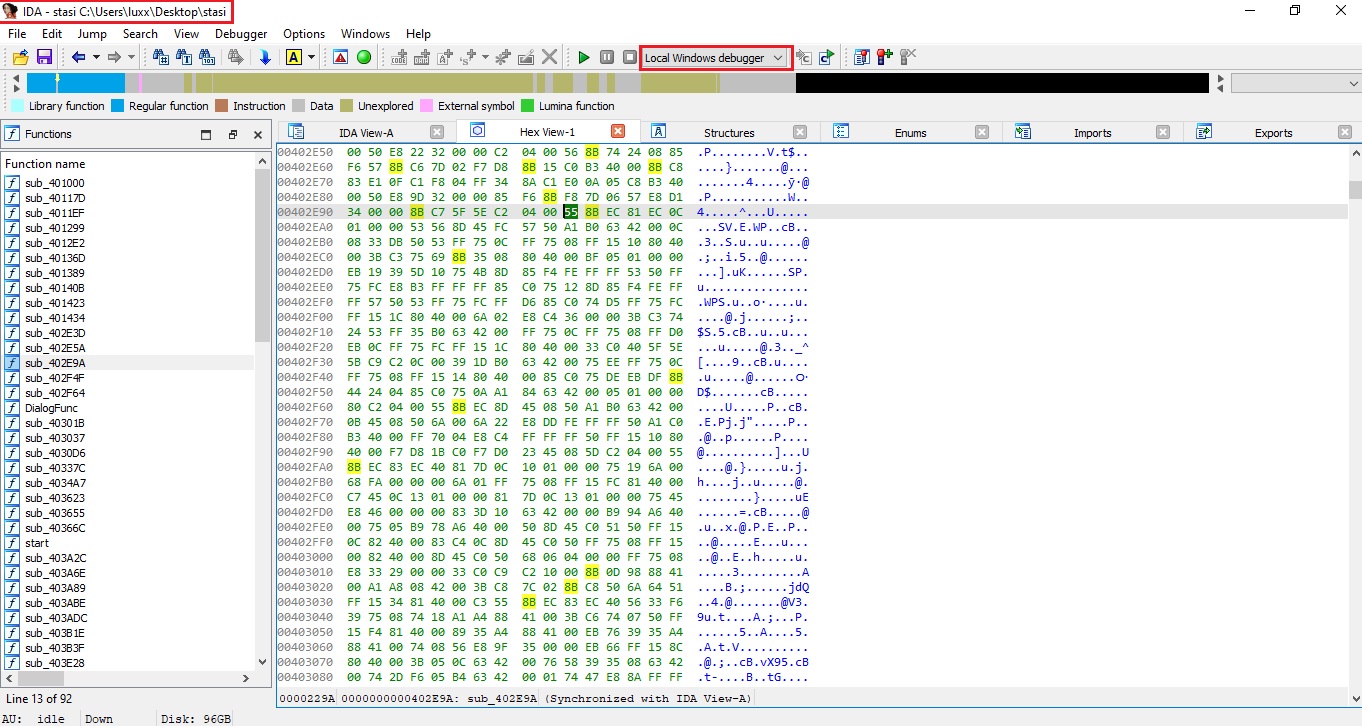 IDA - stasi C:\Users\luxx\Desktop\stasi
File Edit Jump Search View Debugger Options Windows Help
Local Windows debugger
Library function Regular function Instruction Data Unexplored External symbol Lumina function
Functions
IDA View-A Hex View-1 Structures Enums Imports Exports
Function name
sub_401000
sub_40117D
sub_4011EF
sub_401299
sub_4012E2
sub_40136D
sub_401389
sub_40140B
sub_401423
sub_401434
sub_402E3D
sub_402E5A
sub_402E9A
sub_402F4F
sub_402F64
DialogFunc
sub_40301B
sub_403037
sub_4030D6
sub_40337C
sub_4034A7
sub_403623
sub_403655
sub_40366C
start
sub_403A2C
sub_403A6E
sub_403A89
sub_403ABE
sub_403ADC
sub_403B1E
sub_403B3F
sub_403E28
Line 13 of 92
00402E50 00 50 E8 22 32 00 00 C2 04 00 56 8B 74 24 08 85 .P........V.t$..
00402E60 F6 57 8B C6 7D 02 F7 D8 8B 15 C0 B3 40 00 8B C8
00402E70 83 E1 0F C1 F8 04 FF 34 8A C1 E0 0A 05 C8 B3 40
00402E80 00 50 E8 9D 32 00 00 85 F6 8B F8 7D 06 57 E8 D1
00402E90 34 00 00 8B C7 5F 5E C2 04 00 55 8B EC 81 EC 0C
00402EA0 01 00 00 53 56 8D 45 FC 57 50 A1 B0 63 42 00 0C
00402EB0 08 33 DB 50 53 FF 75 0C FF 75 08 FF 15 10 80 40
00402EC0 00 3B C3 75 69 8B 35 08 80 40 00 BF 05 01 00 00
00402ED0 EB 19 39 5D 10 75 4B 8D 85 F4 FE FF FF 53 50 FF
00402EE0 75 FC E8 B3 FF FF FF 85 C0 75 12 8D 85 F4 FE FF
00402EF0 FF 57 50 53 FF 75 FC FF D6 85 C0 74 D5 FF 75 FC
00402F00 FF 15 1C 80 40 00 6A 02 E8 C4 36 00 00 3B C3 74
00402F10 24 53 FF 35 B0 63 42 00 FF 75 0C FF 75 08 FF D0
00402F20 EB 0C FF 75 FC FF 15 1C 80 40 00 33 C0 40 5F 5E
00402F30 5B C9 C2 0C 00 39 1D B0 63 42 00 75 EE FF 75 0C
00402F40 FF 75 08 FF 15 14 80 40 00 85 C0 75 DE EB DF 8B
00402F50 44 24 04 85 C0 75 0A A1 84 63 42 00 05 01 00 00
00402F60 80 C2 04 00 55 8B EC 8D 45 08 50 A1 B0 63 42 00
00402F70 0B 45 08 50 6A 00 6A 22 E8 DD FE FF FF 50 A1 C0
00402F80 B3 40 00 FF 70 04 E8 C4 FF FF FF 50 FF 15 10 80
00402F90 40 00 F7 D8 1B C0 F7 D0 23 45 08 5D C2 04 00 55
00402FA0 8B EC 83 EC 40 81 7D 0C 10 01 00 00 75 19 6A 00
00402FB0 68 FA 00 00 00 6A 01 FF 75 08 FF 15 FC 81 40 00
00402FC0 C7 45 0C 13 01 00 00 81 7D 0C 13 01 00 00 75 45
00402FD0 E8 46 00 00 00 83 3D 10 63 42 00 00 B9 94 A6 40
00402FE0 00 75 05 B9 78 A6 40 00 50 8D 45 C0 51 50 FF 15
00402FF0 0C 82 40 00 83 C4 0C 8D 45 C0 50 FF 75 08 FF 15
00403000 00 82 40 00 8D 45 C0 50 68 06 04 00 00 FF 75 08
00403010 E8 33 29 00 00 33 C0 C9 C2 10 00 8B 0D 98 88 41
00403020 00 A1 A8 08 42 00 3B C8 7C 02 8B C8 50 6A 64 51
00403030 FF 15 34 81 40 00 C3 55 8B EC 83 EC 40 56 33 F6
00403040 39 75 08 74 18 A1 A4 88 41 00 3B C6 74 07 50 FF
00403050 15 F4 81 40 00 89 35 A4 88 41 00 EB 76 39 35 A4
00403060 88 41 00 74 08 56 E8 9F 35 00 00 EB 66 FF 15 8C
00403070 80 40 00 3B 05 0C 63 42 00 76 58 39 35 08 63 42
00403080 00 74 2D F6 05 B4 63 42 00 01 74 47 E8 8A FF FF
0000229A 0000000000402E9A: sub_402E9A (Synchronized with IDA View-A)
AU: idle Down Disk: 96GB